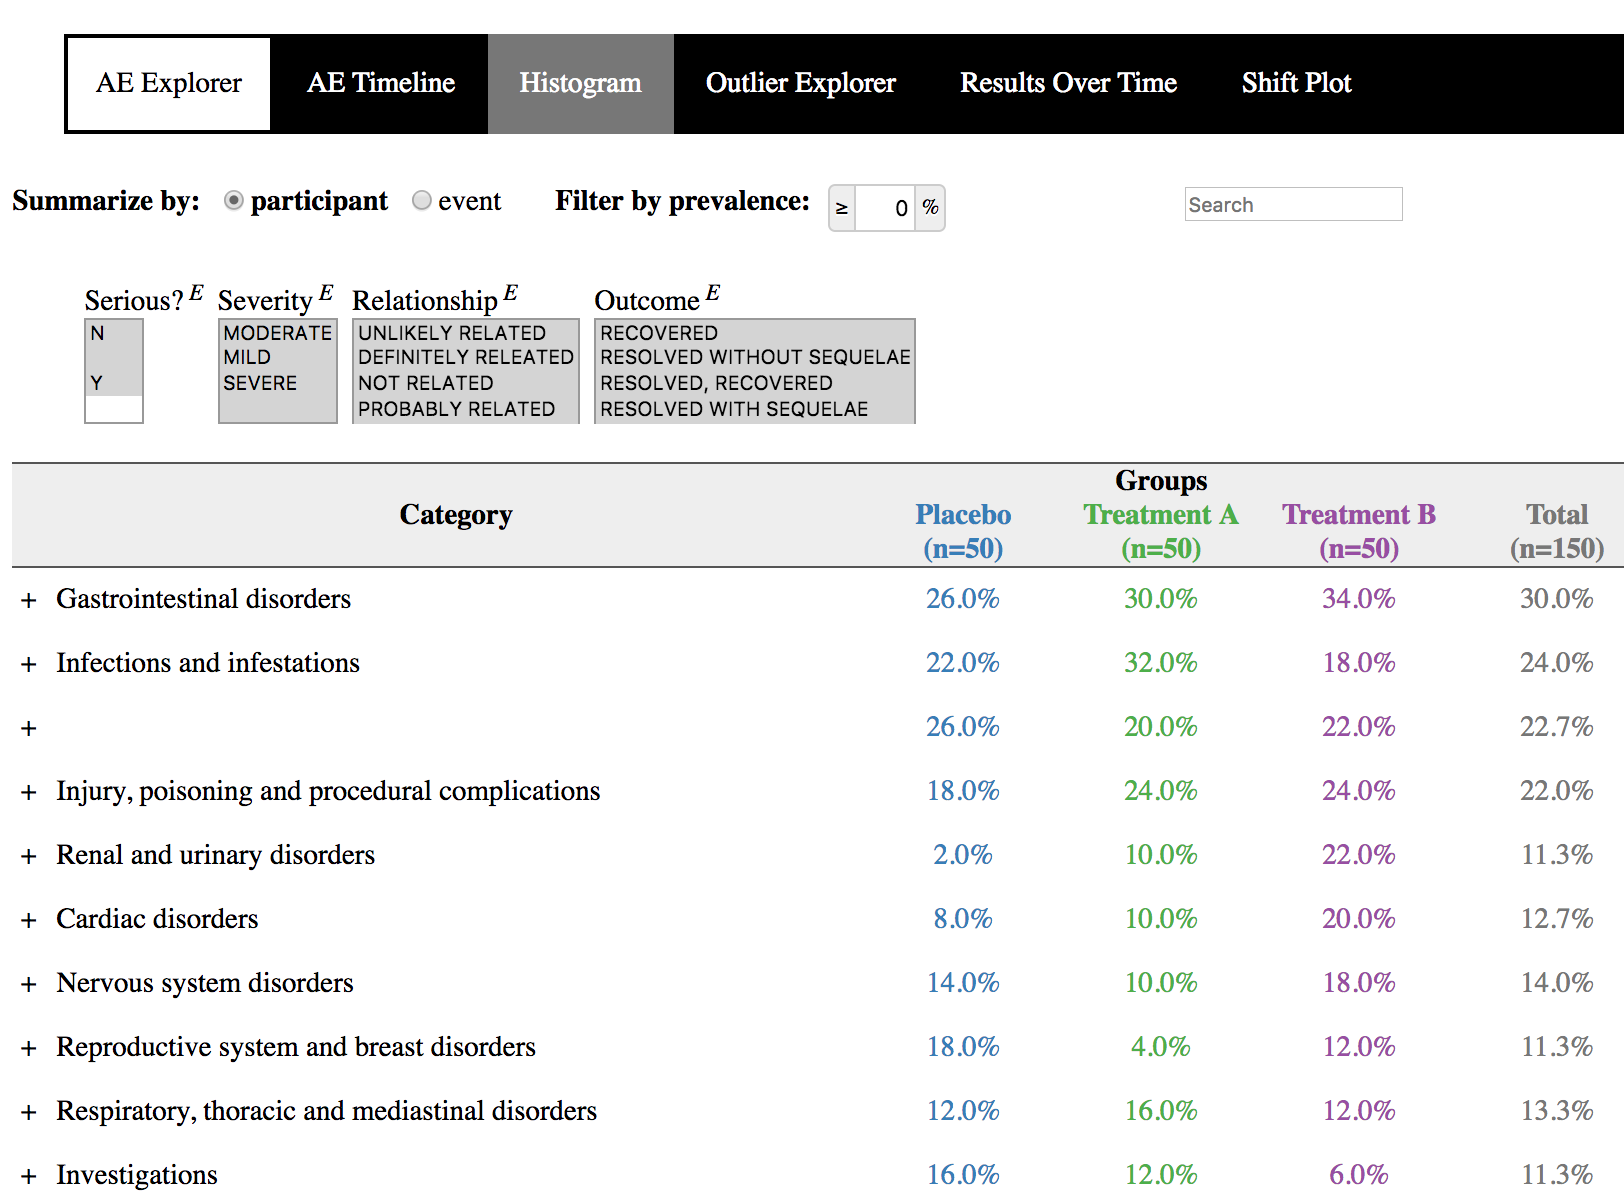 AE Explorer AE Timeline Histogram Outlier Explorer Results Over Time Shift Plot
Summarize by: participant event Filter by prevalence: ≥ 0 % Search
Serious? E Severity E Relationship E Outcome E
N MODERATE UNLIKELY RELATED RECOVERED
MILD DEFINITELY RELEATED RESOLVED WITHOUT SEQUELAE
Y SEVERE NOT RELATED RESOLVED, RECOVERED
PROBABLY RELATED RESOLVED WITH SEQUELAE
Groups
Category Placebo Treatment A Treatment B Total
(n=50) (n=50) (n=50) (n=150)
+ Gastrointestinal disorders 26.0% 30.0% 34.0% 30.0%
+ Infections and infestations 22.0% 32.0% 18.0% 24.0%
+ 26.0% 20.0% 22.0% 22.7%
+ Injury, poisoning and procedural complications 18.0% 24.0% 24.0% 22.0%
+ Renal and urinary disorders 2.0% 10.0% 22.0% 11.3%
+ Cardiac disorders 8.0% 10.0% 20.0% 12.7%
+ Nervous system disorders 14.0% 10.0% 18.0% 14.0%
+ Reproductive system and breast disorders 18.0% 4.0% 12.0% 11.3%
+ Respiratory, thoracic and mediastinal disorders 12.0% 16.0% 12.0% 13.3%
+ Investigations 16.0% 12.0% 6.0% 11.3%